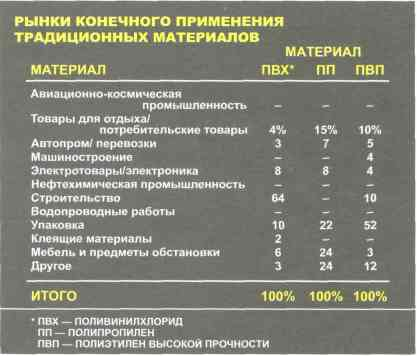 РЫНКИ КОНЕЧНОГО ПРИМЕНЕНИЯ
ТРАДИЦИОННЫХ МАТЕРИАЛОВ
МАТЕРИАЛ
МАТЕРИАЛ ПВХ* ПП ПВП
Авиационно-космическая
промышленность – – –
Товары для отдыха/
потребительские товары 4% 15% 10%
Автопром/ перевозки 3 7 5
Машиностроение – – 4
Электротовары/электроника 8 8 4
Нефтехимическая промышленность – – –
Строительство 64 – 10
Водопроводные работы – – –
Упаковка 10 22 52
Клеящие материалы 2 – –
Мебель и предметы обстановки 6 24 3
Другое 3 24 12
ИТОГО 100% 100% 100%
* ПВХ — ПОЛИВИНИЛХЛОРИД
ПП — ПОЛИПРОПИЛЕН
ПВП — ПОЛИЭТИЛЕН ВЫСОКОЙ ПРОЧНОСТИ